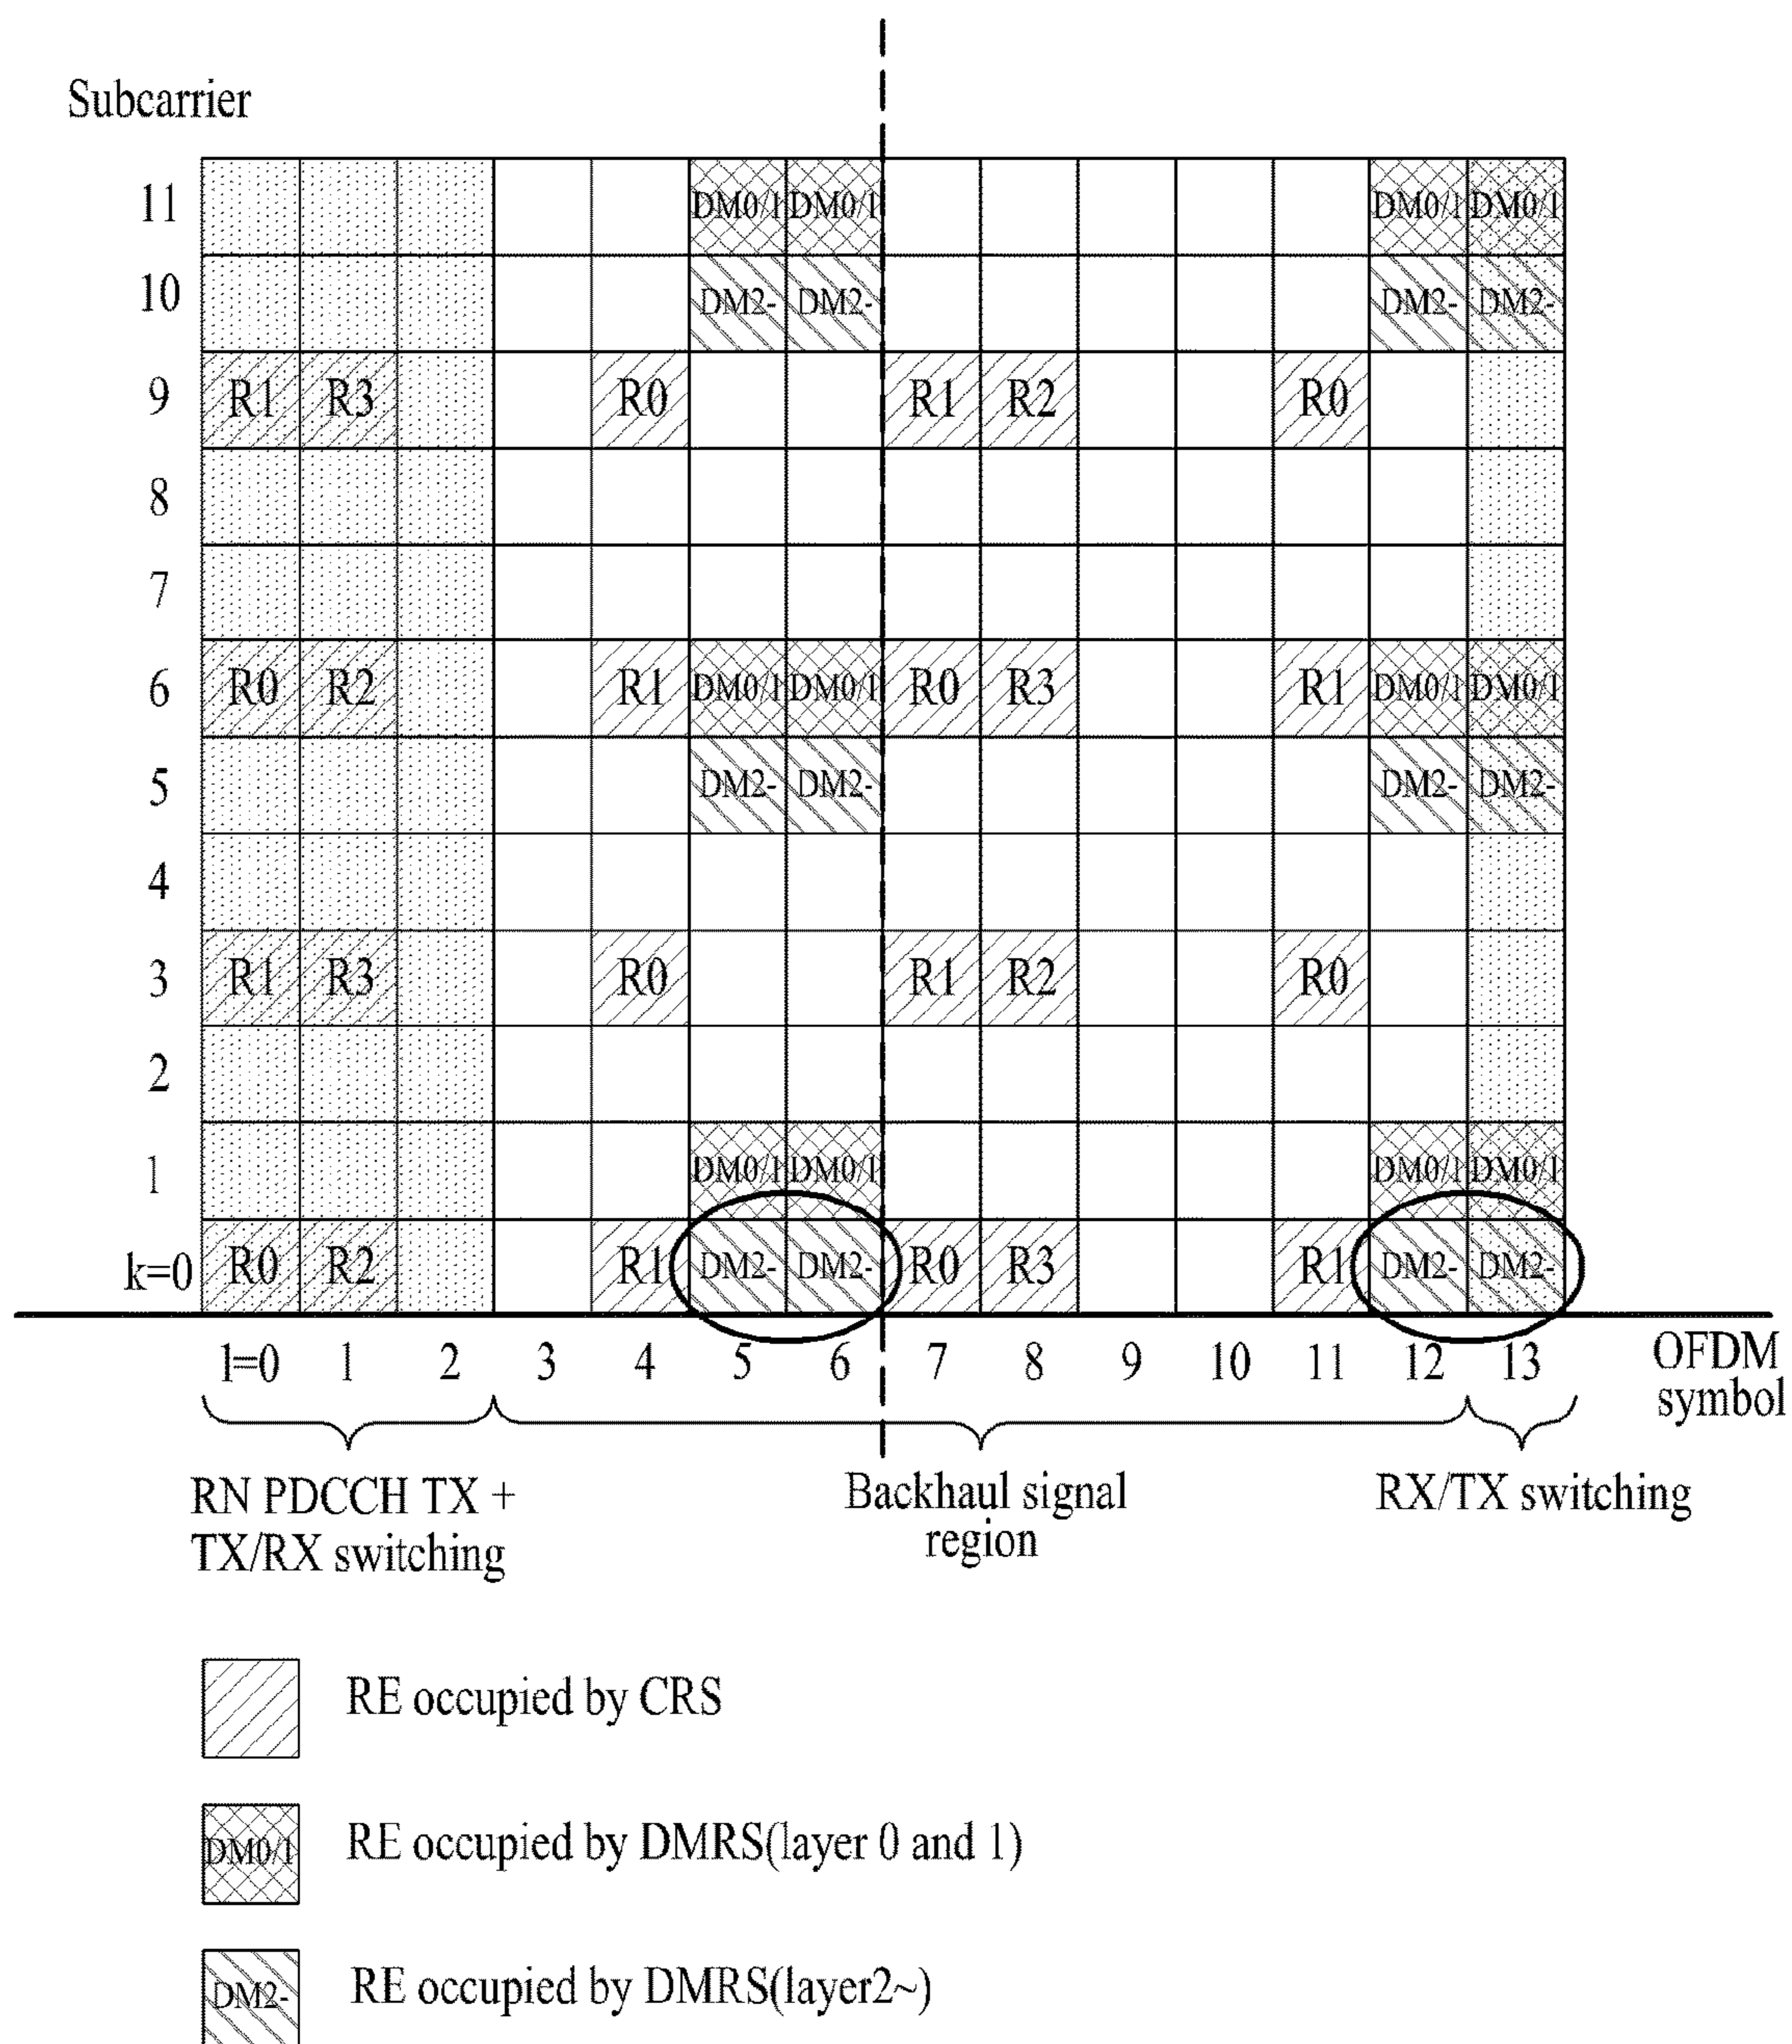 Subcarrier
11 DM0/1 DM0/1 DM0/1 DM0/1
10 DM2- DM2- DM2- DM2-
9 R1 R3 R0 R1 R2 R0
8
7
6 R0 R2 R1 DM0/1 DM0/1 R0 R3 R1 DM0/1 DM0/1
5 DM2- DM2- DM2- DM2-
4
3 R1 R3 R0 R1 R2 R0
2
1 DM0/1 DM0/1 DM0/1 DM0/1
k=0 R0 R2 R1 DM2- DM2- R0 R3 R1 DM2- DM2-
l=0 1 2 3 4 5 6 7 8 9 10 11 12 13
OFDM
symbol
RN PDCCH TX +
TX/RX switching
Backhaul signal
region
RX/TX switching
RE occupied by CRS
DM0/1 RE occupied by DMRS(layer 0 and 1)
DM2- RE occupied by DMRS(layer2~)